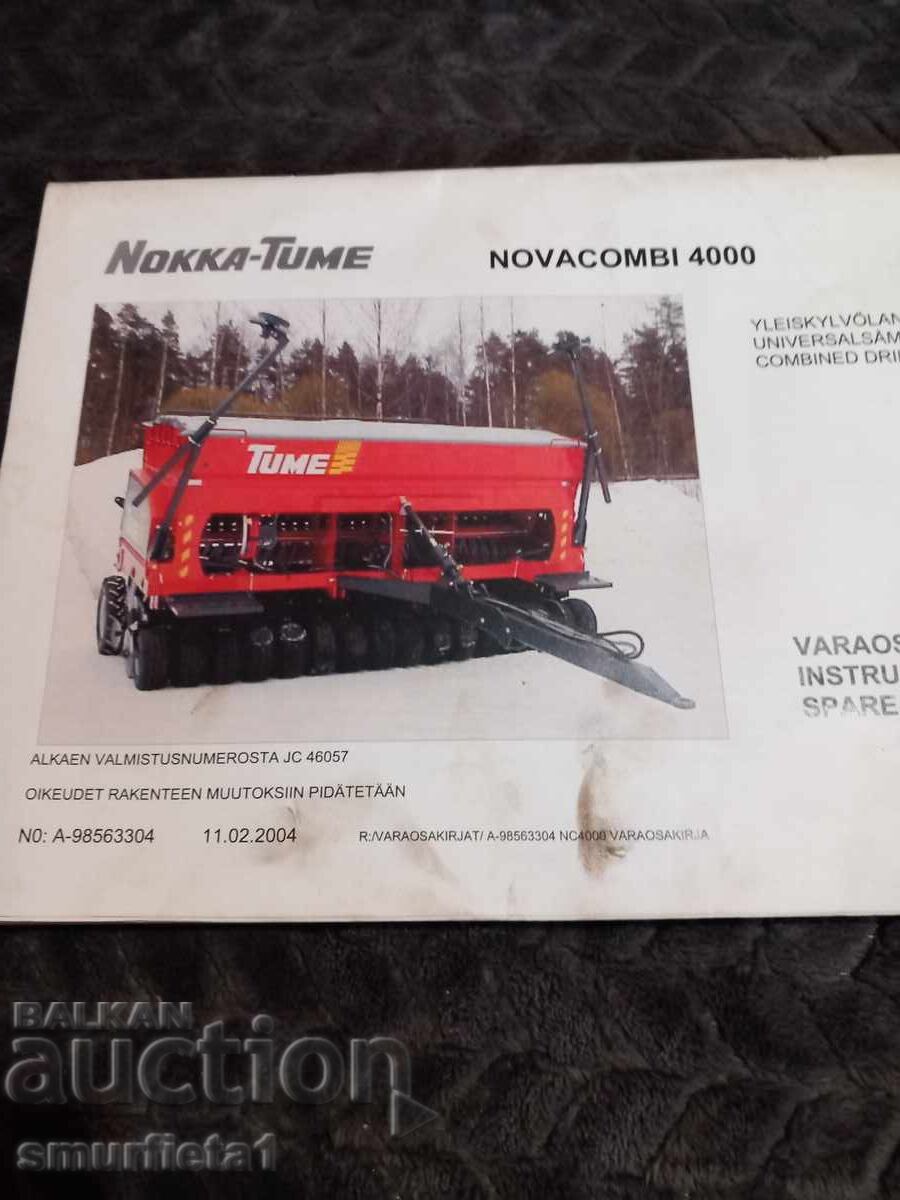 NOKKA-TUME
NOVACOMBI 4000
YLEISKYLVÖLAN
UNIVERSALSÄM
COMBINED DRI
TUME
VARAOS
INSTRU
SPARE
ALKAEN VALMISTUSNUMEROSTA JC 46057
OIKEUDET RAKENTEEN MUUTOKSIIN PIDÄTETÄÄN
N0: A-98563304 11.02.2004 R:/VARAOSAKIRJAT/ A-98563304 NC4000 VARAOSAKIRJA
BALKAN
auction
smurfieta1